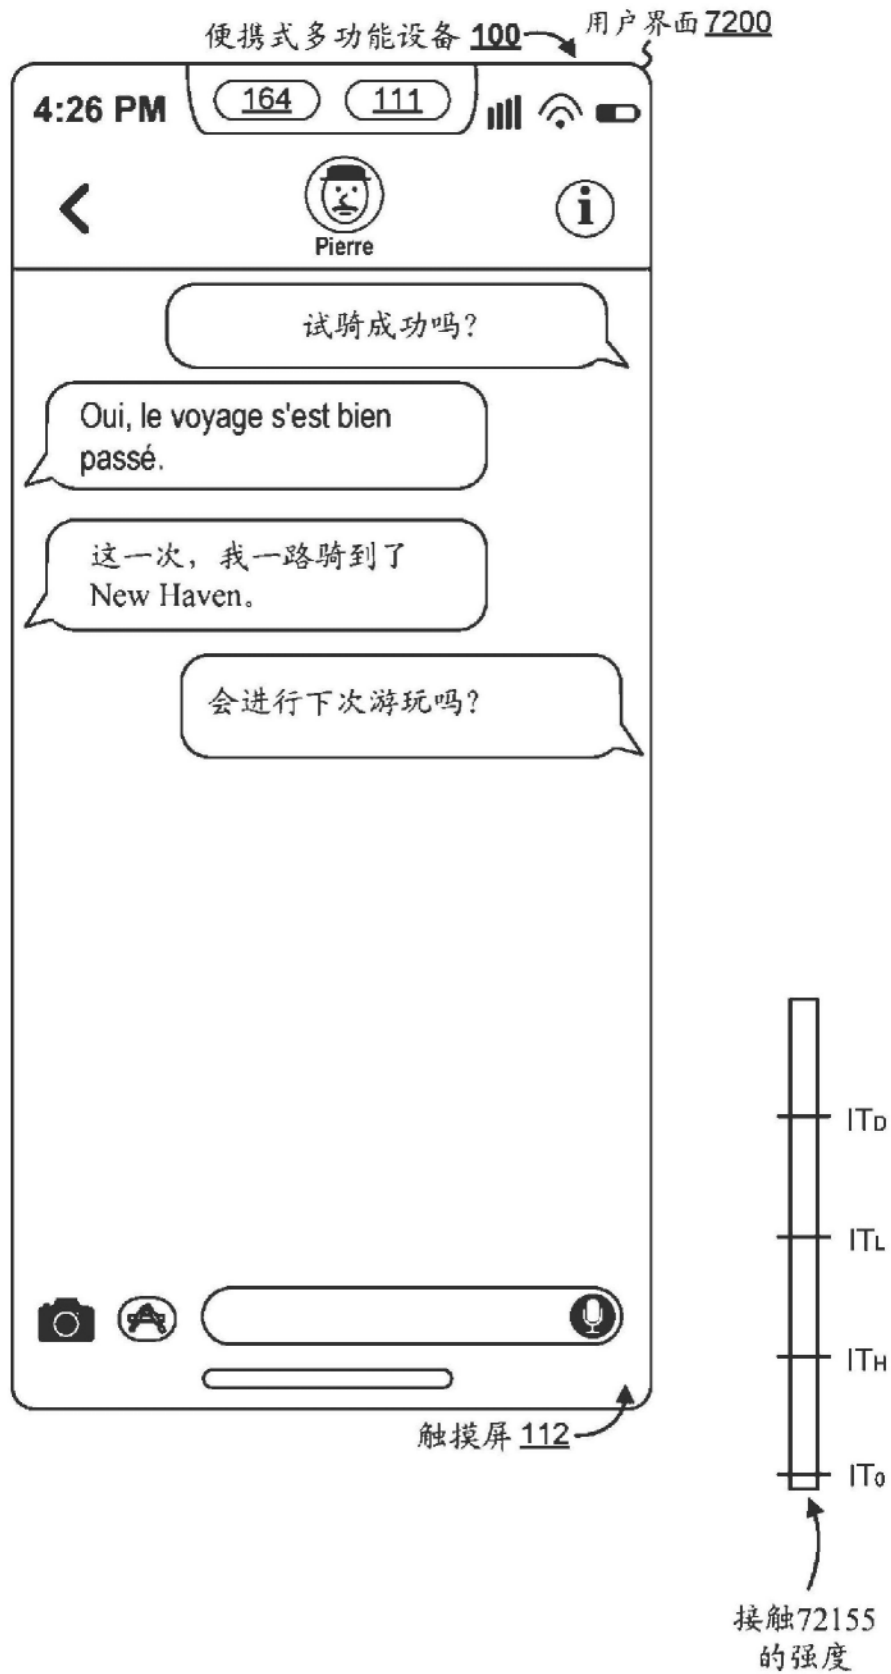 便携式多功能设备 100
用户界面 7200
4:26 PM
164
111
i
Pierre
试骑成功吗?
Oui, le voyage s'est bien
passé.
这一次，我一路骑到了
New Haven。
会进行下次游玩吗?
ITD
ITL
ITH
IT0
触摸屏 112
接触72155
的强度